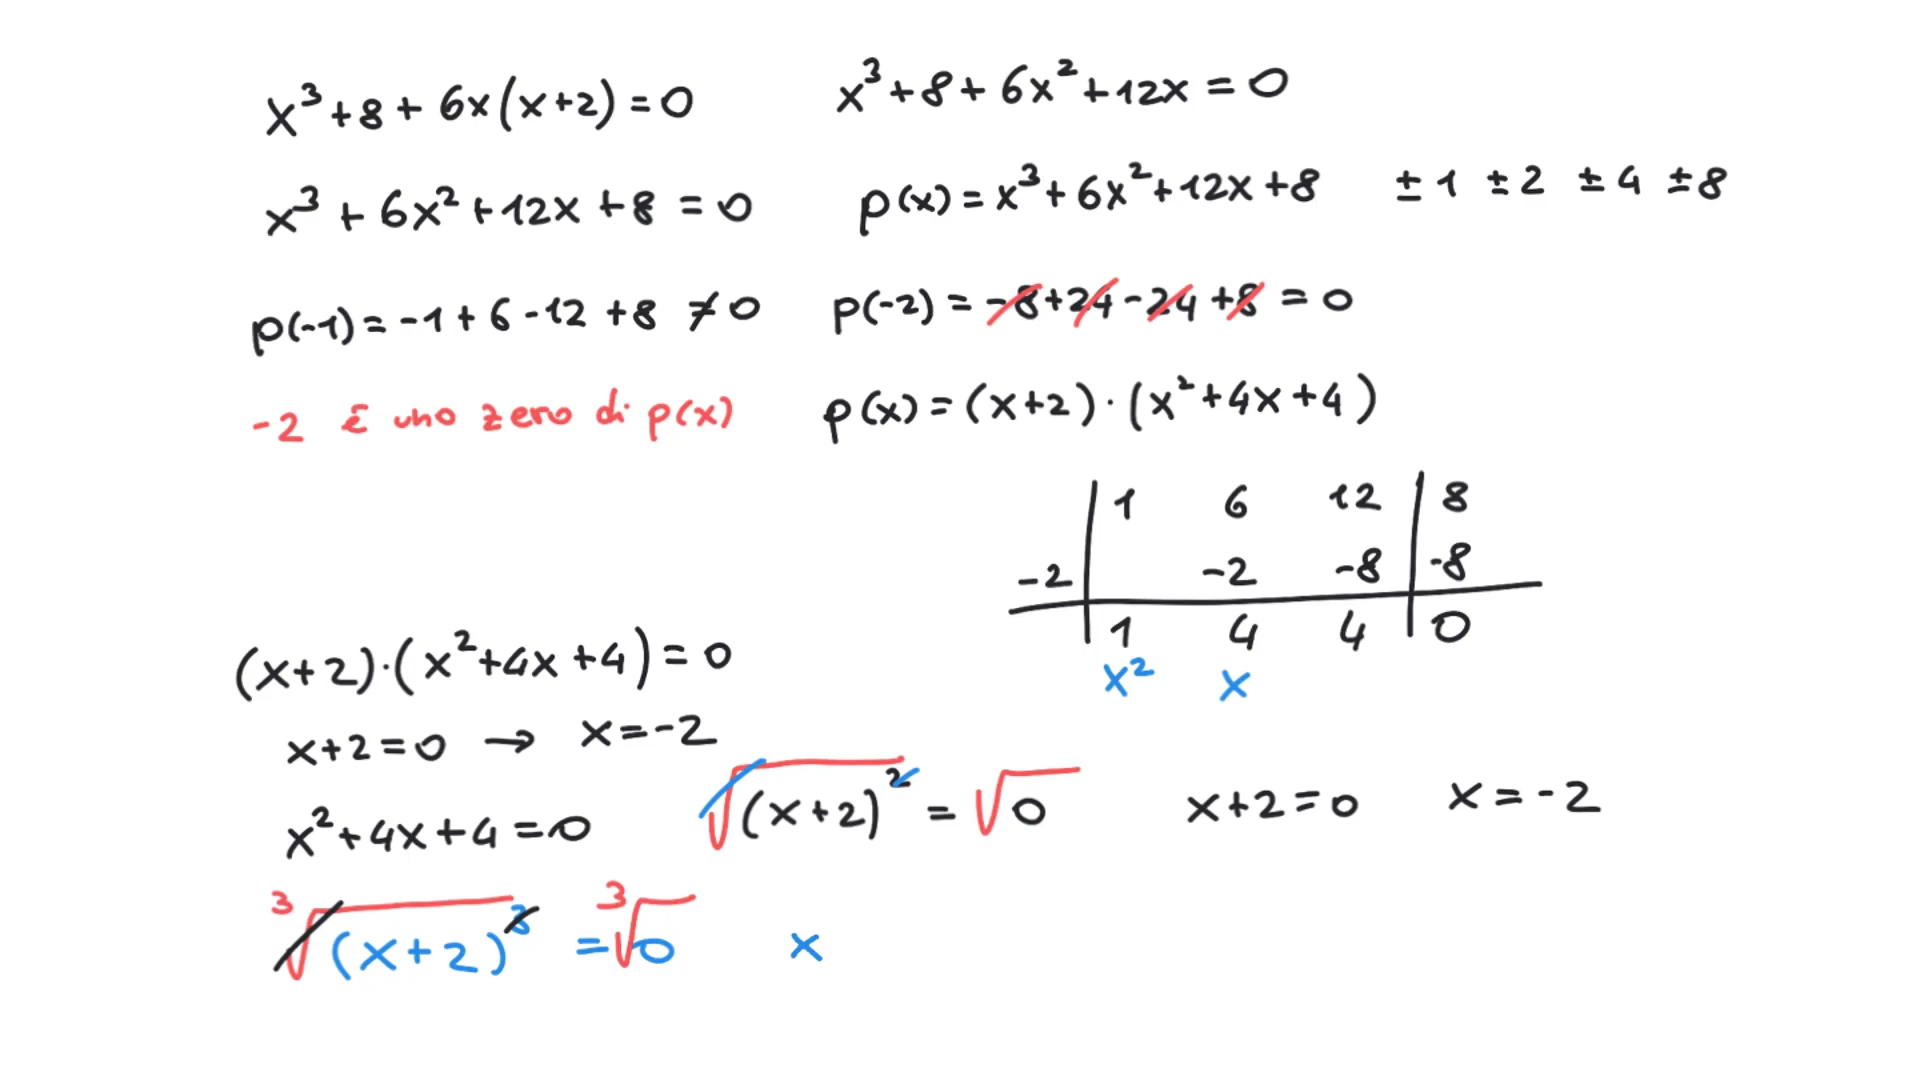 x³+8+6x(x+2)=0
x³+8+6x²+12x=0
x³+6x²+12x+8=0
p(x)=x³+6x²+12x+8 ±1 ±2 ±4 ±8
p(-1)=-1+6-12+8≠0
p(-2)=-8+24-24+8=0
-2 È uno zero di p(x)
p(x)=(x+2)·(x²+4x+4)
1 6 12 8
-2 -2 -8 -8
1 4 4 0
x² x
(x+2)·(x²+4x+4)=0
x+2=0 → x=-2
x²+4x+4=0 √(x+2)²=√0 x+2=0 x=-2
∛(x+2)³=∛0 x